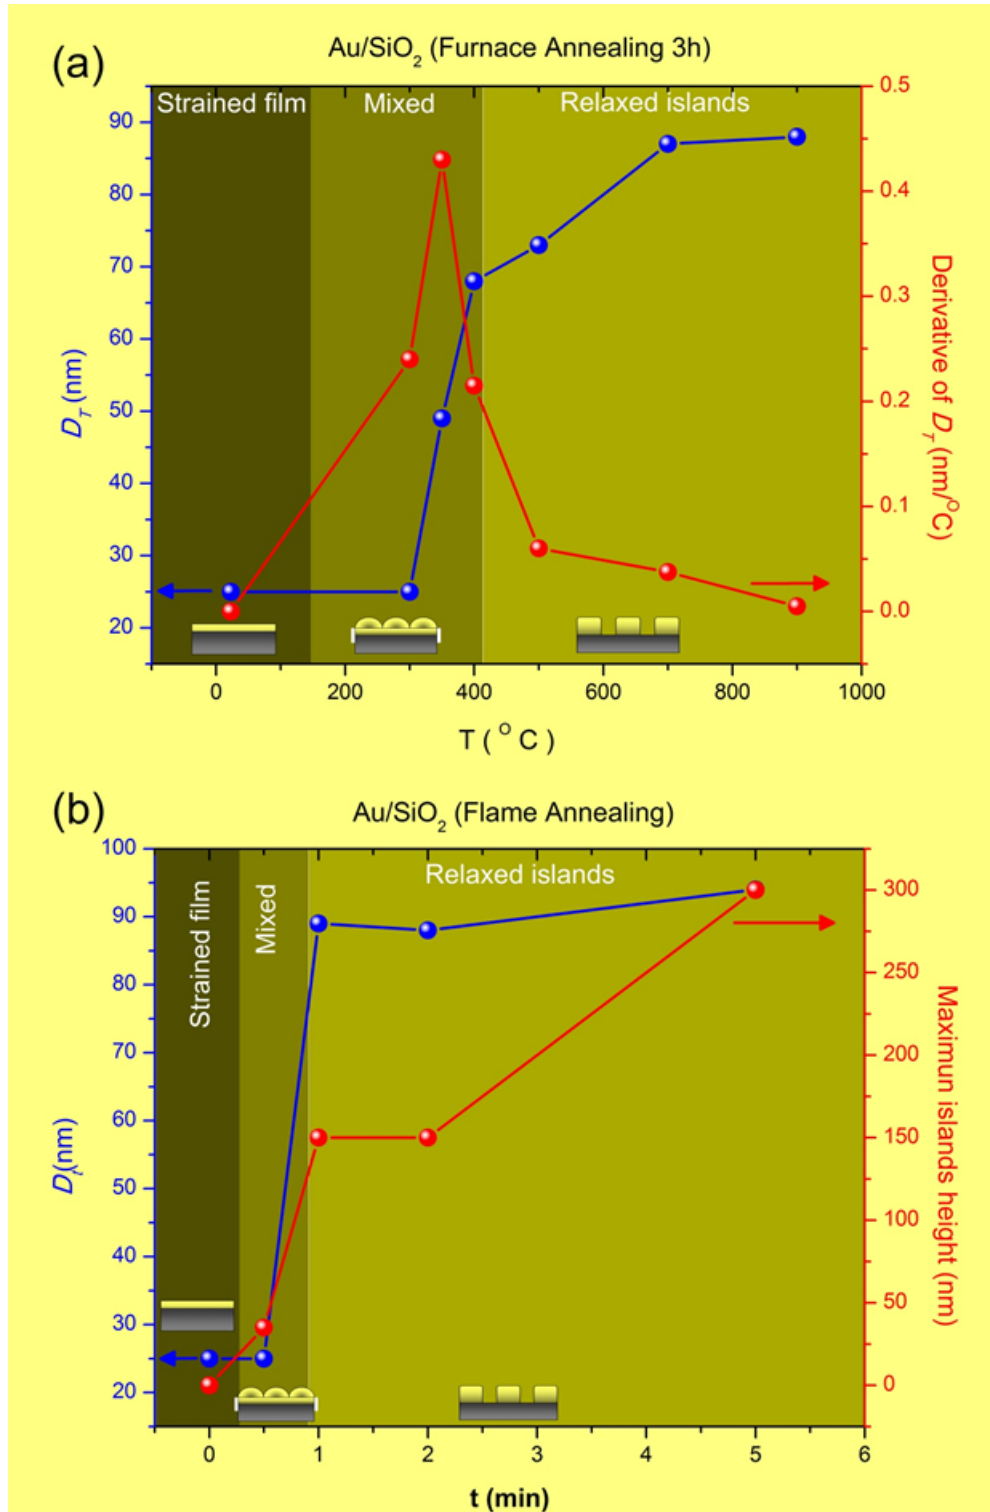 (a)
Au/SiO₂ (Furnace Annealing 3h)
Strained film
Mixed
Relaxed islands
90
80
70
60
50
40
30
20
D_T (nm)
0.5
0.4
0.3
0.2
0.1
0.0
Derivative of D_T (nm/°C)
0
200
400
600
800
1000
T ( ° C )
(b)
Au/SiO₂ (Flame Annealing)
Strained film
Mixed
Relaxed islands
100
90
80
70
60
50
40
30
20
D_t(nm)
300
250
200
150
100
50
0
Maximun islands height (nm)
0
1
2
3
4
5
6
t (min)